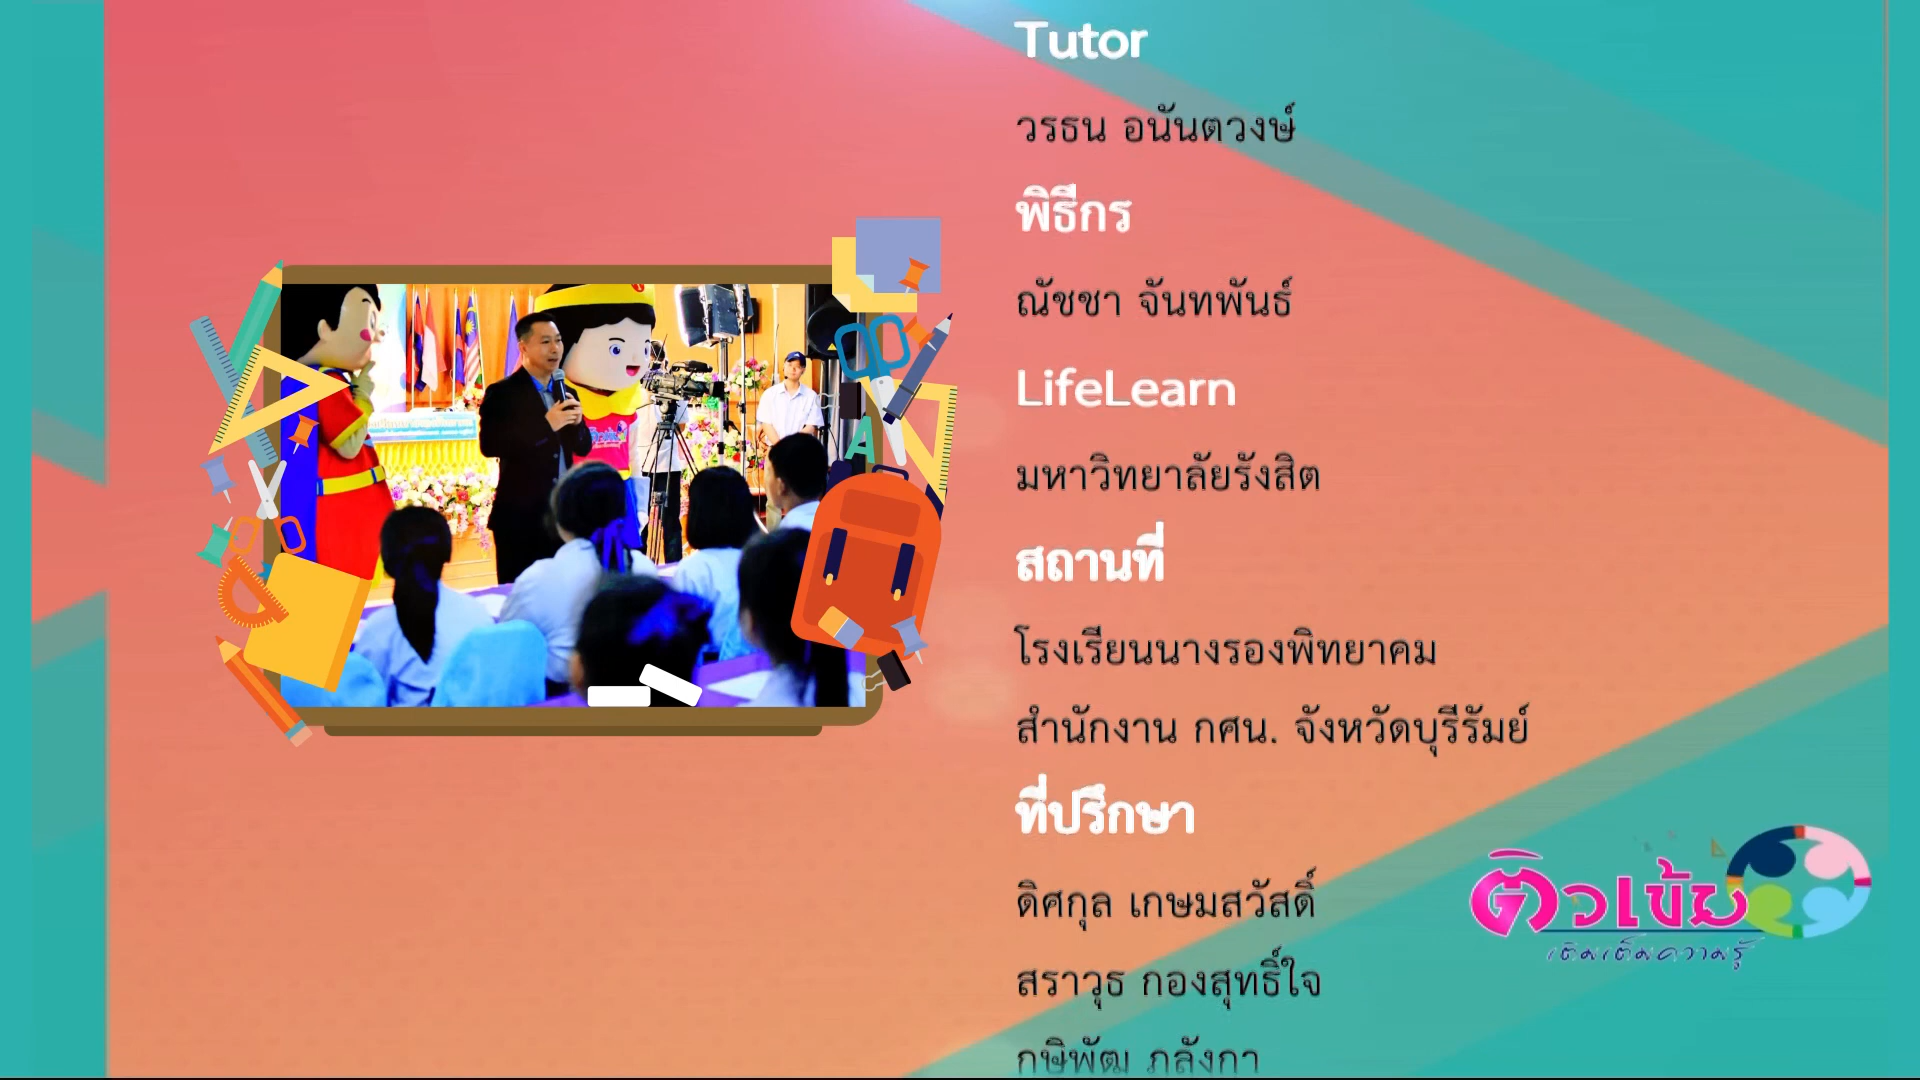 Tutor
วรธน อนันตวงษ์
พิธีกร
ณัชชา จันทพันธ์
LifeLearn
มหาวิทยาลัยรังสิต
สถานที่
โรงเรียนนางรองพิทยาคม
สำนักงาน กศน. จังหวัดบุรีรัมย์
ที่ปรึกษา
ดิศกุล เกษมสวัสดิ์
สราวุธ กองสุทธิ์ใจ
กษิพัฒ ภลังกา
ติวเข้ม
เติมเต็มความรู้
A